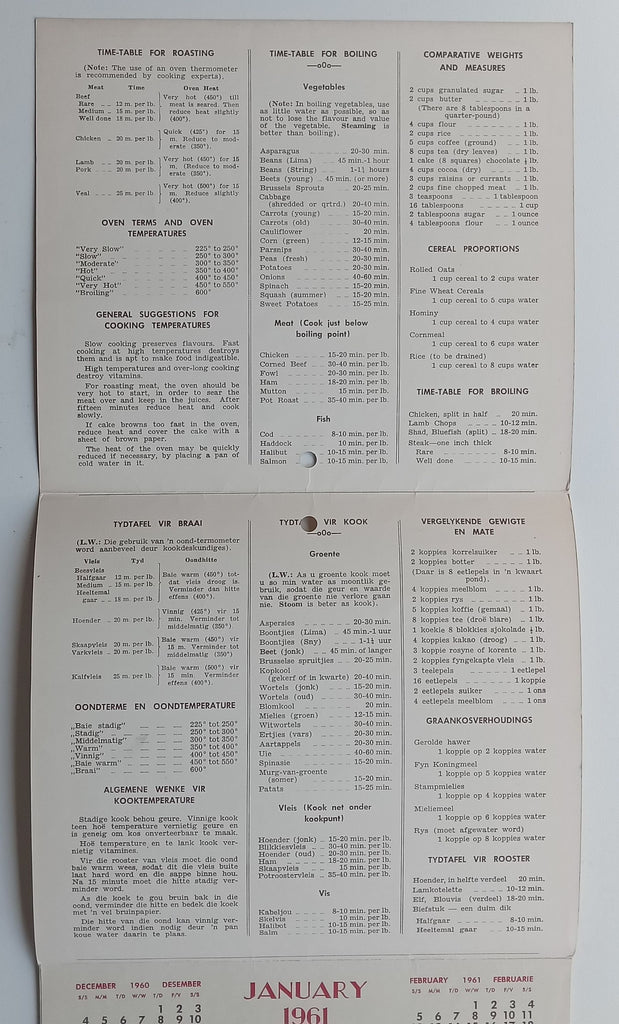 TIME-TABLE FOR ROASTING
(Note: The use of an oven thermometer
is recommended by cooking experts).
Meat Time Oven Heat
Beef
Rare 12 m. per lb.
Medium 15 m. per lb.
Well done 18 m. per lb.
Very hot (450°) till
meat is seared. Then
reduce heat slightly
(400°).
Chicken 20 m. per lb.
Quick (425°) for 15
m. Reduce to mod-
erate (350°).
Lamb 20 m. per lb.
Pork 20 m. per lb.
Very hot (450°) for
15 m. (Reduce to mod-
erate (350°).
Veal 25 m. per lb.
Very hot (500°) for 15
m. Reduce slightly
(400°).
OVEN TERMS AND OVEN
TEMPERATURES
"Very Slow" 225° to 250°
"Slow" 250° to 300°
"Moderate" 300° to 350°
"Hot" 350° to 400°
"Quick" 400° to 450°
"Very Hot" 450° to 550°
"Broiling" 600°
GENERAL SUGGESTIONS FOR
COOKING TEMPERATURES
Slow cooking preserves flavours. Fast
cooking at high temperatures destroys
them and is apt to make food indigestible.
High temperatures and over-long cooking
destroy vitamins.
For roasting meat, the oven should be
very hot to start, in order to sear the
meat over and keep in the juices. After
fifteen minutes reduce heat and cook
slowly.
If cake browns too fast in the oven,
reduce heat and cover the cake with a
sheet of brown paper.
The heat of the oven may be quickly
reduced if necessary, by placing a pan of
cold water in it.
TIME-TABLE FOR BOILING
—oOo—
Vegetables
(Note: In boiling vegetables, use
as little water as possible, so as
not to lose the flavour and value
of the vegetable. Steaming is
better than boiling).
Asparagus 20-30 min.
Beans (Lima) 45 min.-1 hour
Beans (String) 1-1½ hours
Beets (young) 45 min. (or more)
Brussels Sprouts 20-25 min.
Cabbage
(shredded or qrtrd.) 20-40 min.
Carrots (young) 15-20 min.
Carrots (old) 30-40 min.
Cauliflower 20 min.
Corn (green) 12-15 min.
Parsnips 30-40 min.
Peas (fresh) 20-30 min.
Potatoes 20-30 min.
Onions 40-60 min.
Spinach 15-20 min.
Squash (summer) 15-20 min.
Sweet Potatoes 15-25 min.
Meat (Cook just below
boiling point)
Chicken 15-20 min. per lb.
Corned Beef 30-40 min. per lb.
Fowl 20-30 min. per lb.
Ham 18-20 min. per lb.
Mutton 15 min. per lb.
Pot Roast 35-40 min. per lb.
Fish
Cod 8-10 min. per lb.
Haddock 10 min. per lb.
Halibut 10-15 min. per lb.
Salmon 10-15 min. per lb.
COMPARATIVE WEIGHTS
AND MEASURES
2 cups granulated sugar 1 lb.
2 cups butter 1 lb.
(There are 8 tablespoons in a
quarter-pound)
4 cups flour 1 lb.
2 cups rice 1 lb.
5 cups coffee (ground) 1 lb.
8 cups tea (dry leaves) 1 lb.
1 cake (8 squares) chocolate ½ lb.
4 cups cocoa (dry) 1 lb.
3 cups raisins or currants 1 lb.
2 cups fine chopped meat 1 lb.
3 teaspoons 1 tablespoon
16 tablespoons 1 cup
2 tablespoons sugar 1 ounce
4 tablespoons flour 1 ounce
CEREAL PROPORTIONS
Rolled Oats
1 cup cereal to 2 cups water
Fine Wheat Cereals
1 cup cereal to 5 cups water
Hominy
1 cup cereal to 4 cups water
Cornmeal
1 cup cereal to 6 cups water
Rice (to be drained)
1 cup cereal to 8 cups water
TIME-TABLE FOR BROILING
Chicken, split in half 20 min.
Lamb Chops 10-12 min.
Shad, Bluefish (split) 18-20 min.
Steak—one inch thick
Rare 8-10 min.
Well done 10-15 min.
TYDTAFEL VIR BRAAI
(L.W.: Die gebruik van 'n oond-termometer
word aanbeveel deur kookdeskundiges).
Vleis Tyd Oondhitte
Beesvleis
Halfgaar 12 m. per lb.
Medium 15 m. per lb.
Heeltemal
gaar 18 m. per lb.
Baie warm (450°) tot-
dat vleis droog is.
Verminder dan hitte
effens (400°).
Hoender 20 m. per lb.
Vinnig (425°) vir 15
min. Verminder tot
middelmatig (350°).
Skaapvleis 20 m. per lb.
Varkvleis 20 m. per lb.
Baie warm (450°) vir
15 m. Verminder tot
middelmatig (350°)
Kalfvleis 25 m. per lb.
Baie warm (500°) vir
15 min Verminder
effens (400°).
OONDTERME EN OONDTEMPERATURE
„Baie stadig" 225° tot 250°
„Stadig" 250° tot 300°
„Middelmatig" 300° tot 350°
„Warm" 350° tot 400°
„Vinnig" 400° tot 450°
„Baie warm" 450° tot 550°
„Braai" 600°
ALGEMENE WENKE VIR
KOOKTEMPERATURE
Stadige kook behou geure. Vinnige kook
teen hoë temperature vernietig geure en
is geneig om kos onverteerbaar te maak.
Hoë temperature en te lank kook ver-
nietig vitamines.
Vir die rooster van vleis moet die oond
baie warm wees, sodat dit die vleis buite
laat hard word en die sappe binne hou.
Na 15 minute moet die hitte stadig ver-
minder word.
As die koek te gou bruin bak in die
oond, verminder die hitte en bedek die koek
met 'n vel bruinpapier.
Die hitte van die oond kan vinnig ver-
minder word indien nodig deur 'n pan
koue water daarin te plaas.
TYDT VIR KOOK
—oOo—
Groente
(L.W.: As u groente kook moet
u so min water as moontlik ge-
bruik, sodat die geur en waarde
van die groente nie verlore gaan
nie. Stoom is beter as kook).
Aspersies 20-30 min.
Boontjies (Lima) 45 min.-1 uur
Boontjies (Sny) 1-1½ uur
Beet (jonk) 45 min. of langer
Brusselse spruitjies 20-25 min.
Kopkool
(gekerf of in kwarte) 20-40 min.
Wortels (jonk) 15-20 min.
Wortels (oud) 30-40 min.
Blomkool 20 min.
Mielies (groen) 12-15 min.
Witwortels 30-40 min.
Ertjies (vars) 20-30 min.
Aartappels 20-30 min.
Uie 40-60 min.
Spinasie 15-20 min.
Murg-van-groente
(somer) 15-20 min.
Patats 15-25 min.
Vleis (Kook net onder
kookpunt)
Hoender (jonk) 15-20 min. per lb.
Blikkiesvleis 30-40 min. per lb.
Hoender (oud) 20-30 min. per lb.
Ham 18-20 min. per lb.
Skaapvleis 15 min. per lb.
Potroostervleis 35-40 min. per lb.
Vis
Kabeljou 8-10 min. per lb.
Skelvis 10 min. per lb.
Halibot 10-15 min. per lb.
Salm 10-15 min. per lb.
VERGELYKENDE GEWIGTE
EN MATE
2 koppies korrelsuiker 1 lb.
2 koppies botter 1 lb.
(Daar is 8 eetlepels in 'n kwaart
pond).
4 koppies meelblom 1 lb.
2 koppies rys 1 lb.
5 koppies koffie (gemaal) 1 lb.
8 koppies tee (droë blare) 1 lb.
1 koekie 8 blokkies sjokolade ½ lb.
4 koppies kakao (droog) 1 lb.
3 koppie rosyne of korente 1 lb.
2 koppies fyngekapte vleis 1 lb.
3 teelepels 1 eetlepel
16 eetlepels 1 koppie
2 eetlepels suiker 1 ons
4 eetlepels meelblom 1 ons
GRAANKOSVERHOUDINGS
Gerolde hawer
1 koppie op 2 koppies water
Fyn Koningmeel
1 koppie op 5 koppies water
Stampmielies
1 koppie op 4 koppies water
Mieliemeel
1 koppie op 6 koppies water
Rys (moet afgewater word)
1 koppie op 8 koppies water
TYDTAFEL VIR ROOSTER
Hoender, in helfte verdeel 20 min.
Lamkotelette 10-12 min.
Elf, Blouvis (verdeel) 18-20 min.
Biefstuk — een duim dik
Halfgaar 8-10 min.
Heeltemal gaar 10-15 min.
DECEMBER 1960 DESEMBER
S/S M/M T/D W/W T/D F/V S/S
1 2 3
4 5 6 7 8 9 10
JANUARY
1961
FEBRUARY 1961 FEBRUARIE
S/S M/M T/D W/W T/D F/V S/S
1 2 3 4
5 6 7 8 9 10 11